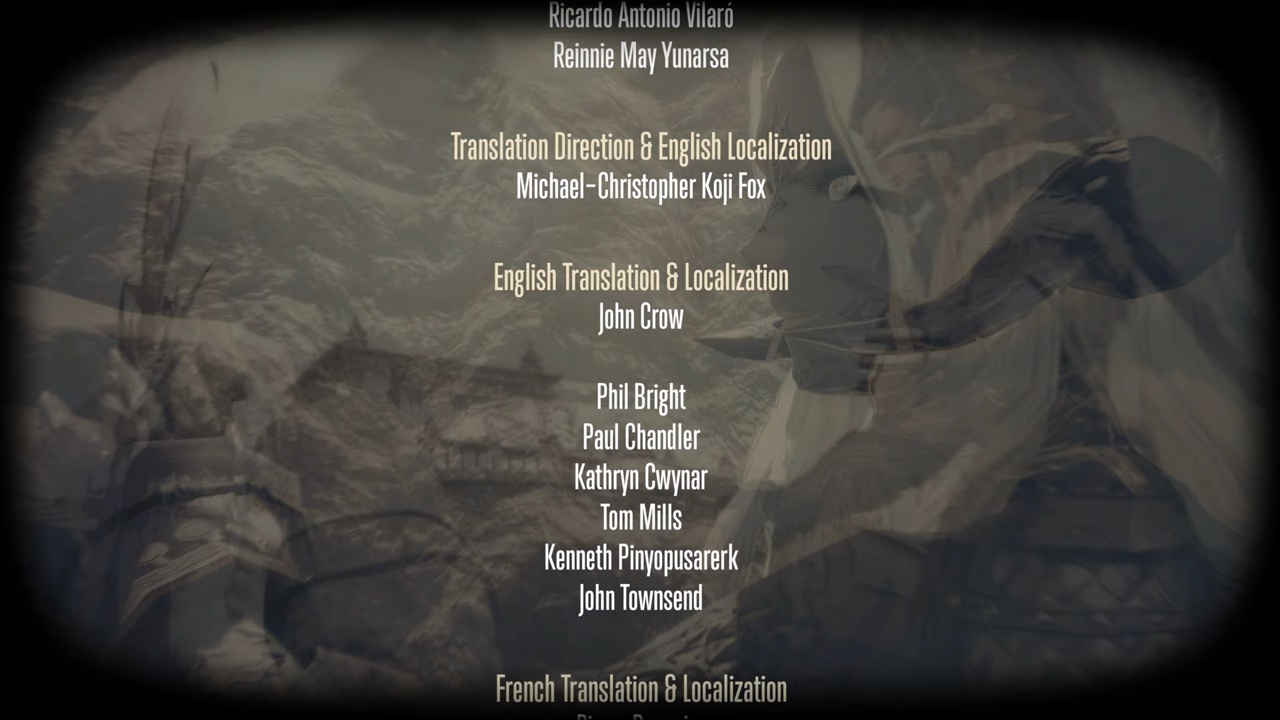 Ricardo Antonio Vilaró
Reinnie May Yunarsa
Translation Direction & English Localization
Michael-Christopher Koji Fox
English Translation & Localization
John Crow
Phil Bright
Paul Chandler
Kathryn Cwynar
Tom Mills
Kenneth Pinyopusarerk
John Townsend
French Translation & Localization